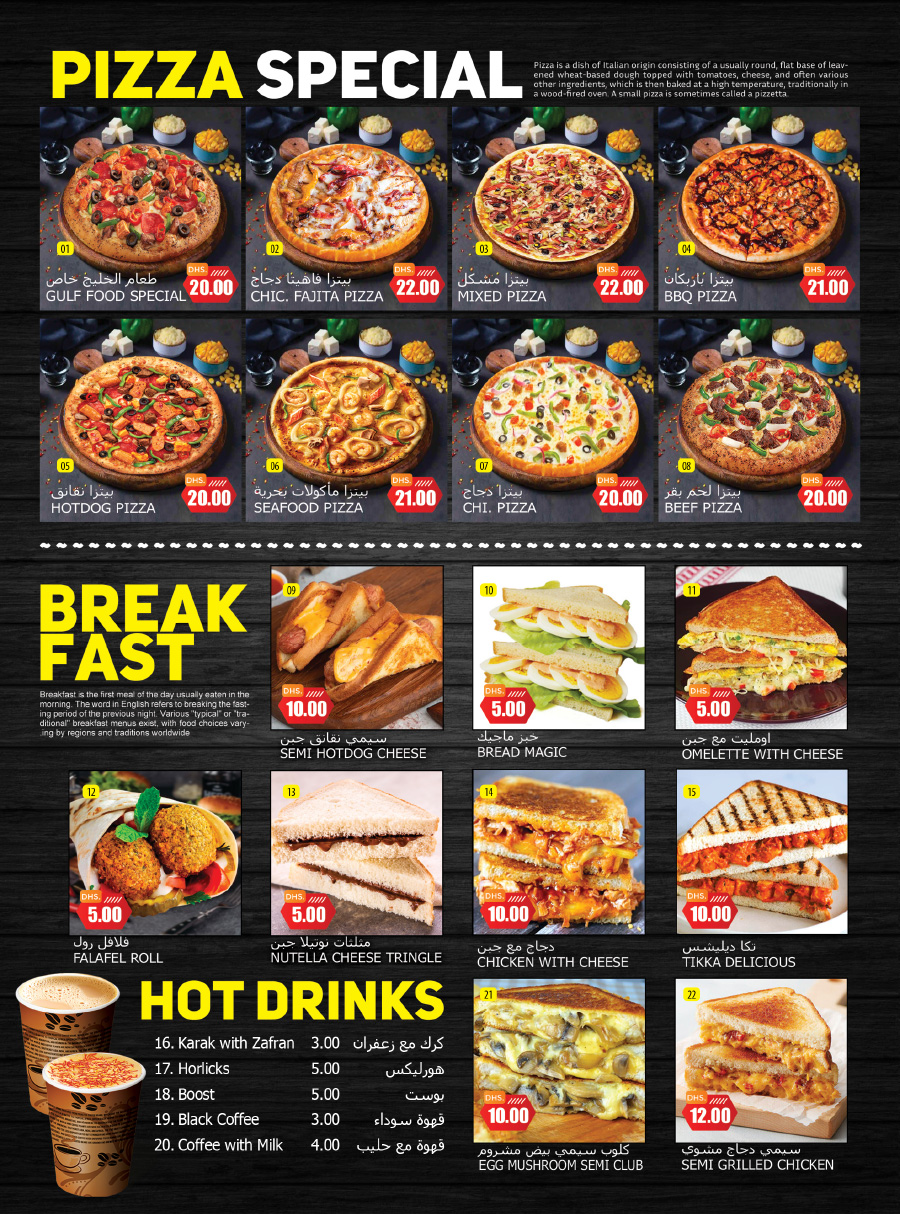 PIZZA SPECIAL
Pizza is a dish of Italian origin consisting of a usually round, flat base of leav-
ened wheat-based dough topped with tomatoes, cheese, and often various
other ingredients, which is then baked at a high temperature, traditionally in
a wood-fired oven. A small pizza is sometimes called a pizzetta.
01
طعام الخليج خاص
GULF FOOD SPECIAL
DHS.
20.00
02
بيتزا فاهيتا دجاج
CHIC. FAJITA PIZZA
DHS.
22.00
03
بيتزا مشكل
MIXED PIZZA
DHS.
22.00
04
بيتزا باربكان
BBQ PIZZA
DHS.
21.00
05
بيتزا نقانق
HOTDOG PIZZA
DHS.
20.00
06
بيتزا مأكولات بحرية
SEAFOOD PIZZA
DHS.
21.00
07
بيتزا دجاج
CHI. PIZZA
DHS.
20.00
08
بيتزا لحم بقر
BEEF PIZZA
DHS.
20.00
BREAK
FAST
Breakfast is the first meal of the day usually eaten in the
morning. The word in English refers to breaking the fast-
ing period of the previous night. Various "typical" or "tra-
ditional" breakfast menus exist, with food choices vary-
.ing by regions and traditions worldwide
09
DHS.
10.00
سيمي نقانق جبن
SEMI HOTDOG CHEESE
10
DHS.
5.00
خبز ماجيك
BREAD MAGIC
11
DHS.
5.00
اومليت مع جبن
OMELETTE WITH CHEESE
12
DHS.
5.00
فلافل رول
FALAFEL ROLL
13
DHS.
5.00
مثلثات نوتيلا جبن
NUTELLA CHEESE TRINGLE
14
DHS.
10.00
دجاج مع جبن
CHICKEN WITH CHEESE
15
DHS.
10.00
تكا ديليشس
TIKKA DELICIOUS
HOT DRINKS
16. Karak with Zafran 3.00 كرك مع زعفران
17. Horlicks 5.00 هورليكس
18. Boost 5.00 بوست
19. Black Coffee 3.00 قهوة سوداء
20. Coffee with Milk 4.00 قهوة مع حليب
21
DHS.
10.00
كلوب سيمي بيض مشروم
EGG MUSHROOM SEMI CLUB
22
DHS.
12.00
سيمي دجاج مشوي
SEMI GRILLED CHICKEN